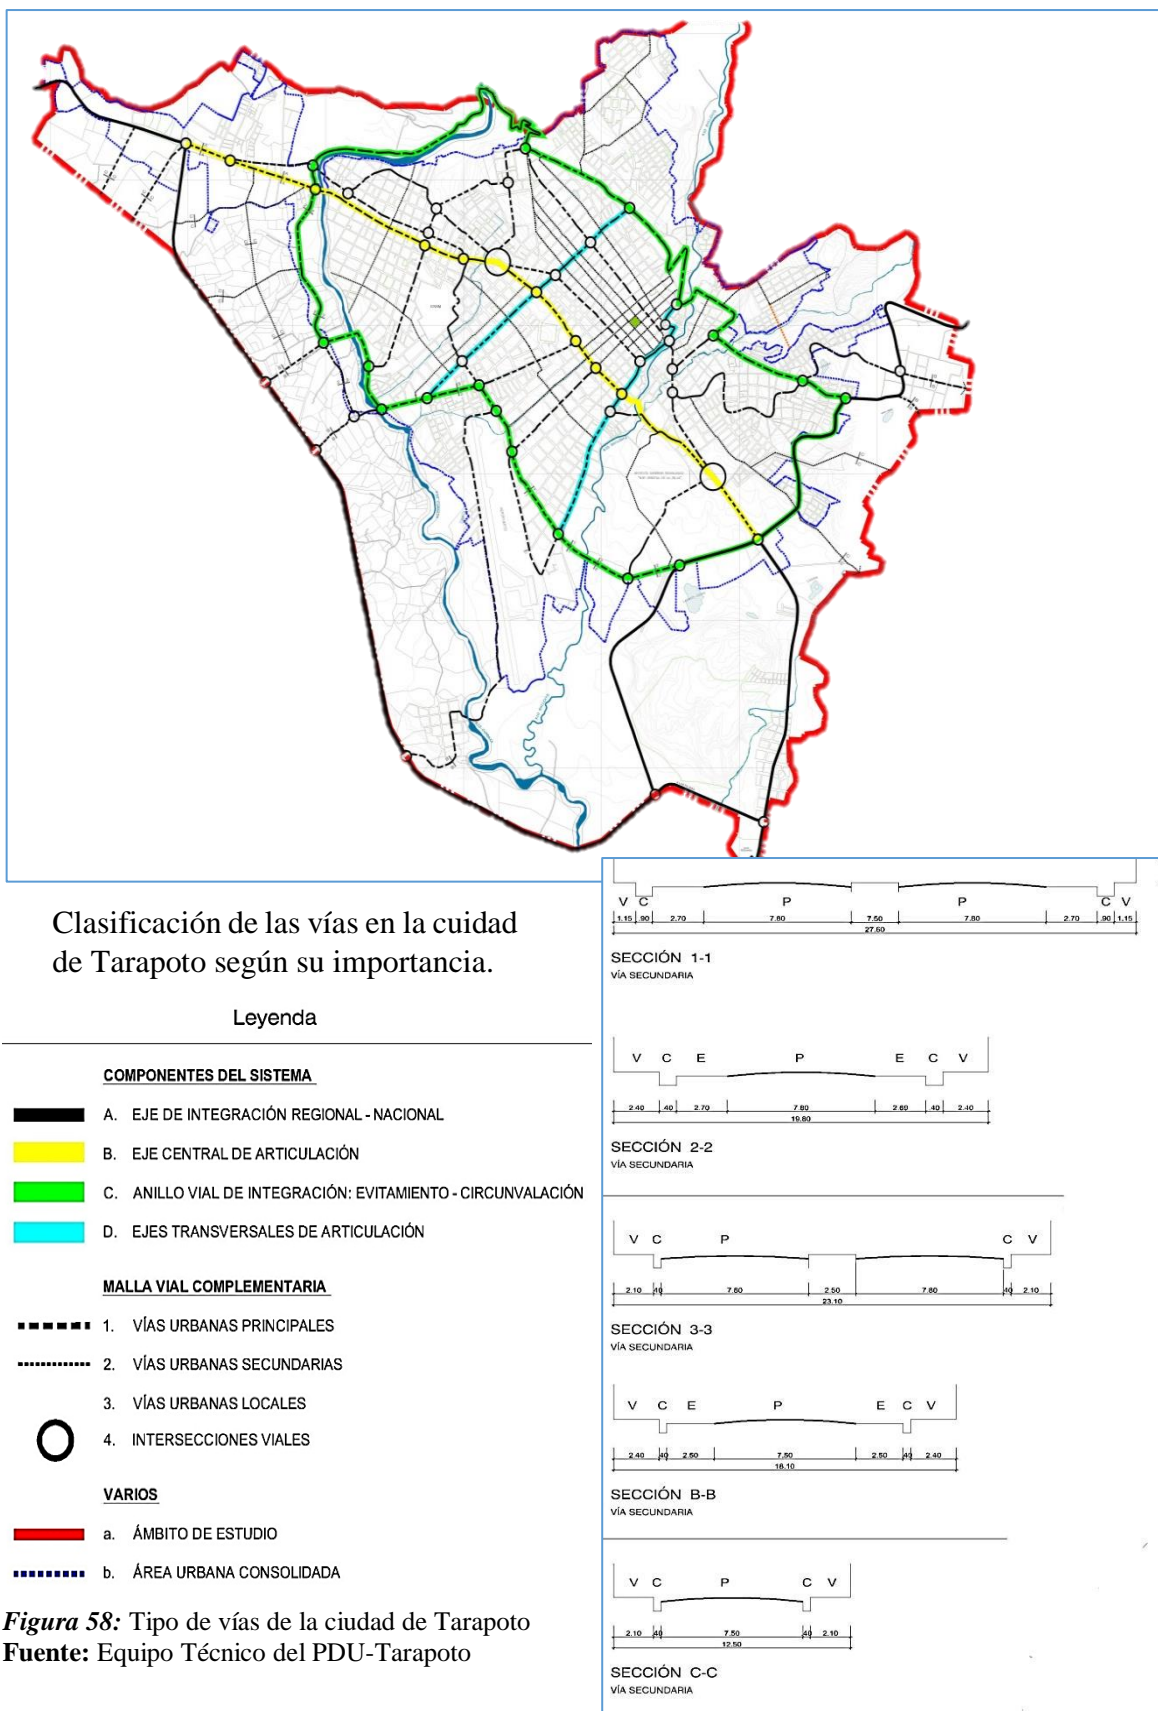 Clasificación de las vías en la cuidad
de Tarapoto según su importancia.
Leyenda
COMPONENTES DEL SISTEMA
A. EJE DE INTEGRACIÓN REGIONAL - NACIONAL
B. EJE CENTRAL DE ARTICULACIÓN
C. ANILLO VIAL DE INTEGRACIÓN: EVITAMIENTO - CIRCUNVALACIÓN
D. EJES TRANSVERSALES DE ARTICULACIÓN
MALLA VIAL COMPLEMENTARIA
1. VÍAS URBANAS PRINCIPALES
2. VÍAS URBANAS SECUNDARIAS
3. VÍAS URBANAS LOCALES
4. INTERSECCIONES VIALES
VARIOS
a. ÁMBITO DE ESTUDIO
b. ÁREA URBANA CONSOLIDADA
Figura 58: Tipo de vías de la ciudad de Tarapoto
Fuente: Equipo Técnico del PDU-Tarapoto
V C P P C V
1.15 .90 2.70 7.80 7.50 7.80 2.70 .90 1.15
27.60
SECCIÓN 1-1
VÍA SECUNDARIA
V C E P E C V
2.40 .40 2.70 7.80 2.60 .40 2.40
19.80
SECCIÓN 2-2
VÍA SECUNDARIA
V C P C V
2.10 40 7.80 2.50 7.80 40 2.10
23.10
SECCIÓN 3-3
VÍA SECUNDARIA
V C E P E C V
2.40 40 2.50 7.50 2.50 40 2.40
18.10
SECCIÓN B-B
VÍA SECUNDARIA
V C P C V
2.10 40 7.50 40 2.10
12.50
SECCIÓN C-C
VÍA SECUNDARIA